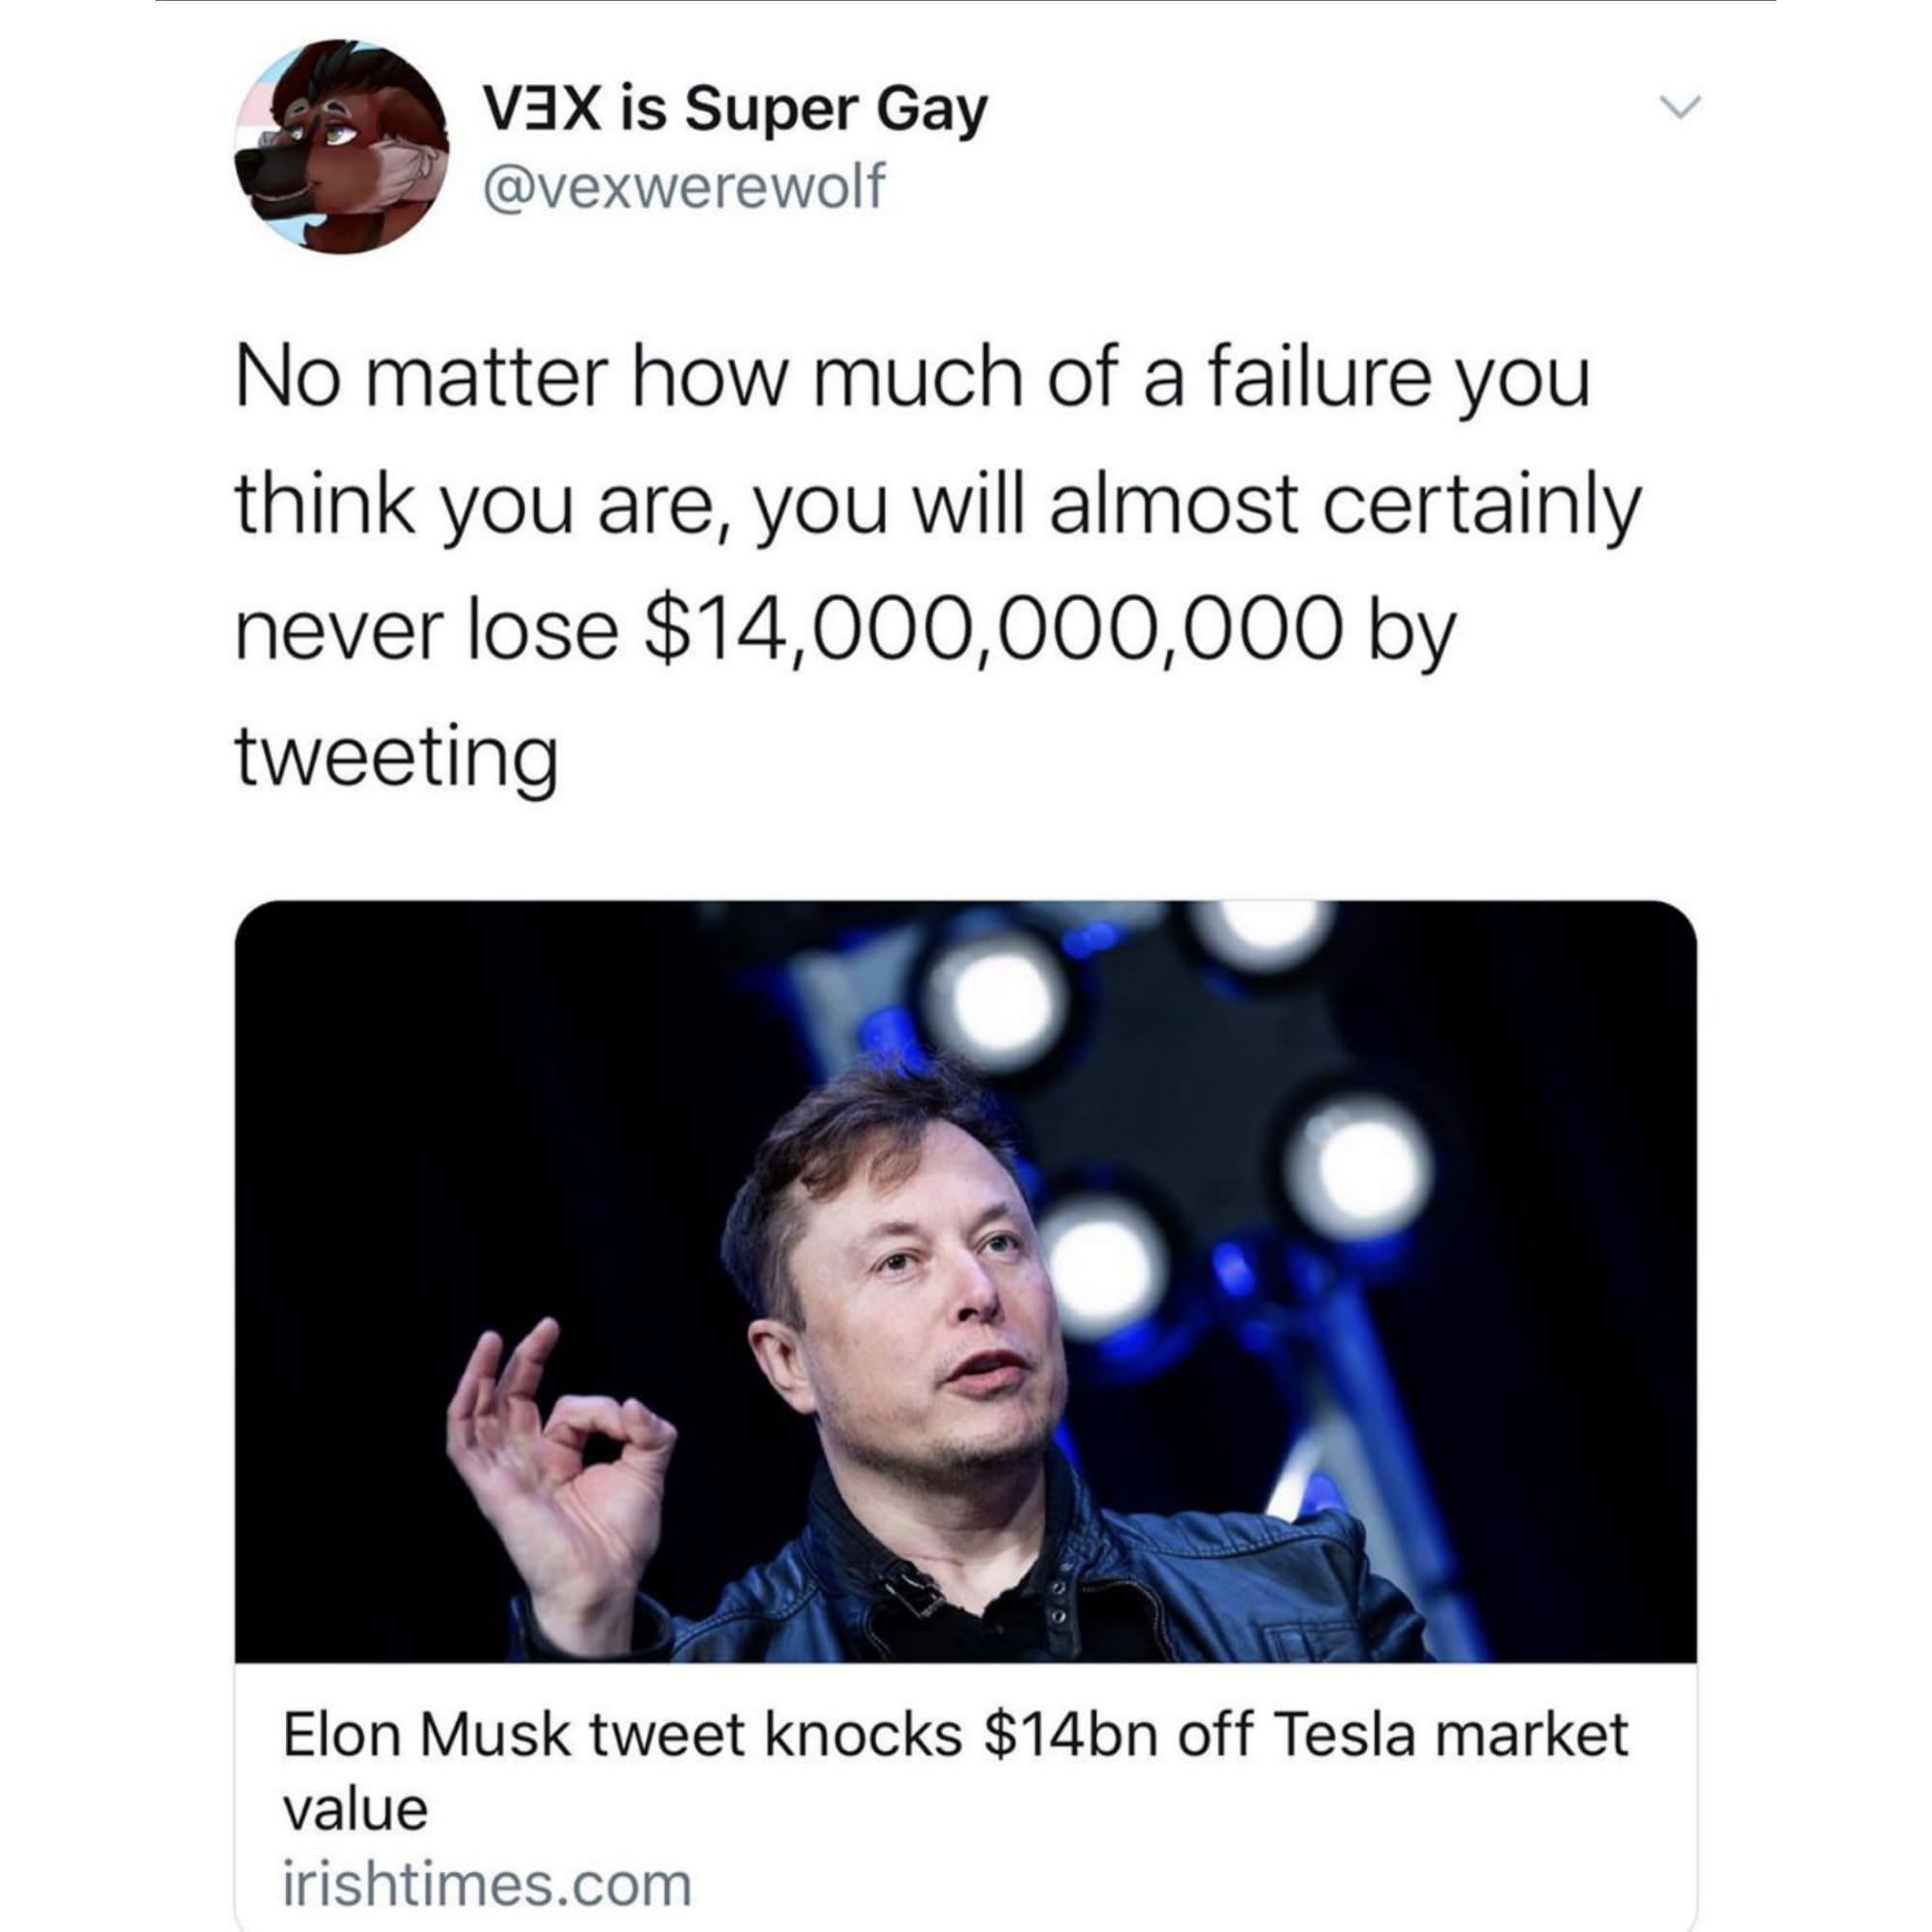 VƎX is Super Gay
@vexwerewolf
No matter how much of a failure you
think you are, you will almost certainly
never lose $14,000,000,000 by
tweeting
Elon Musk tweet knocks $14bn off Tesla market
value
irishtimes.com